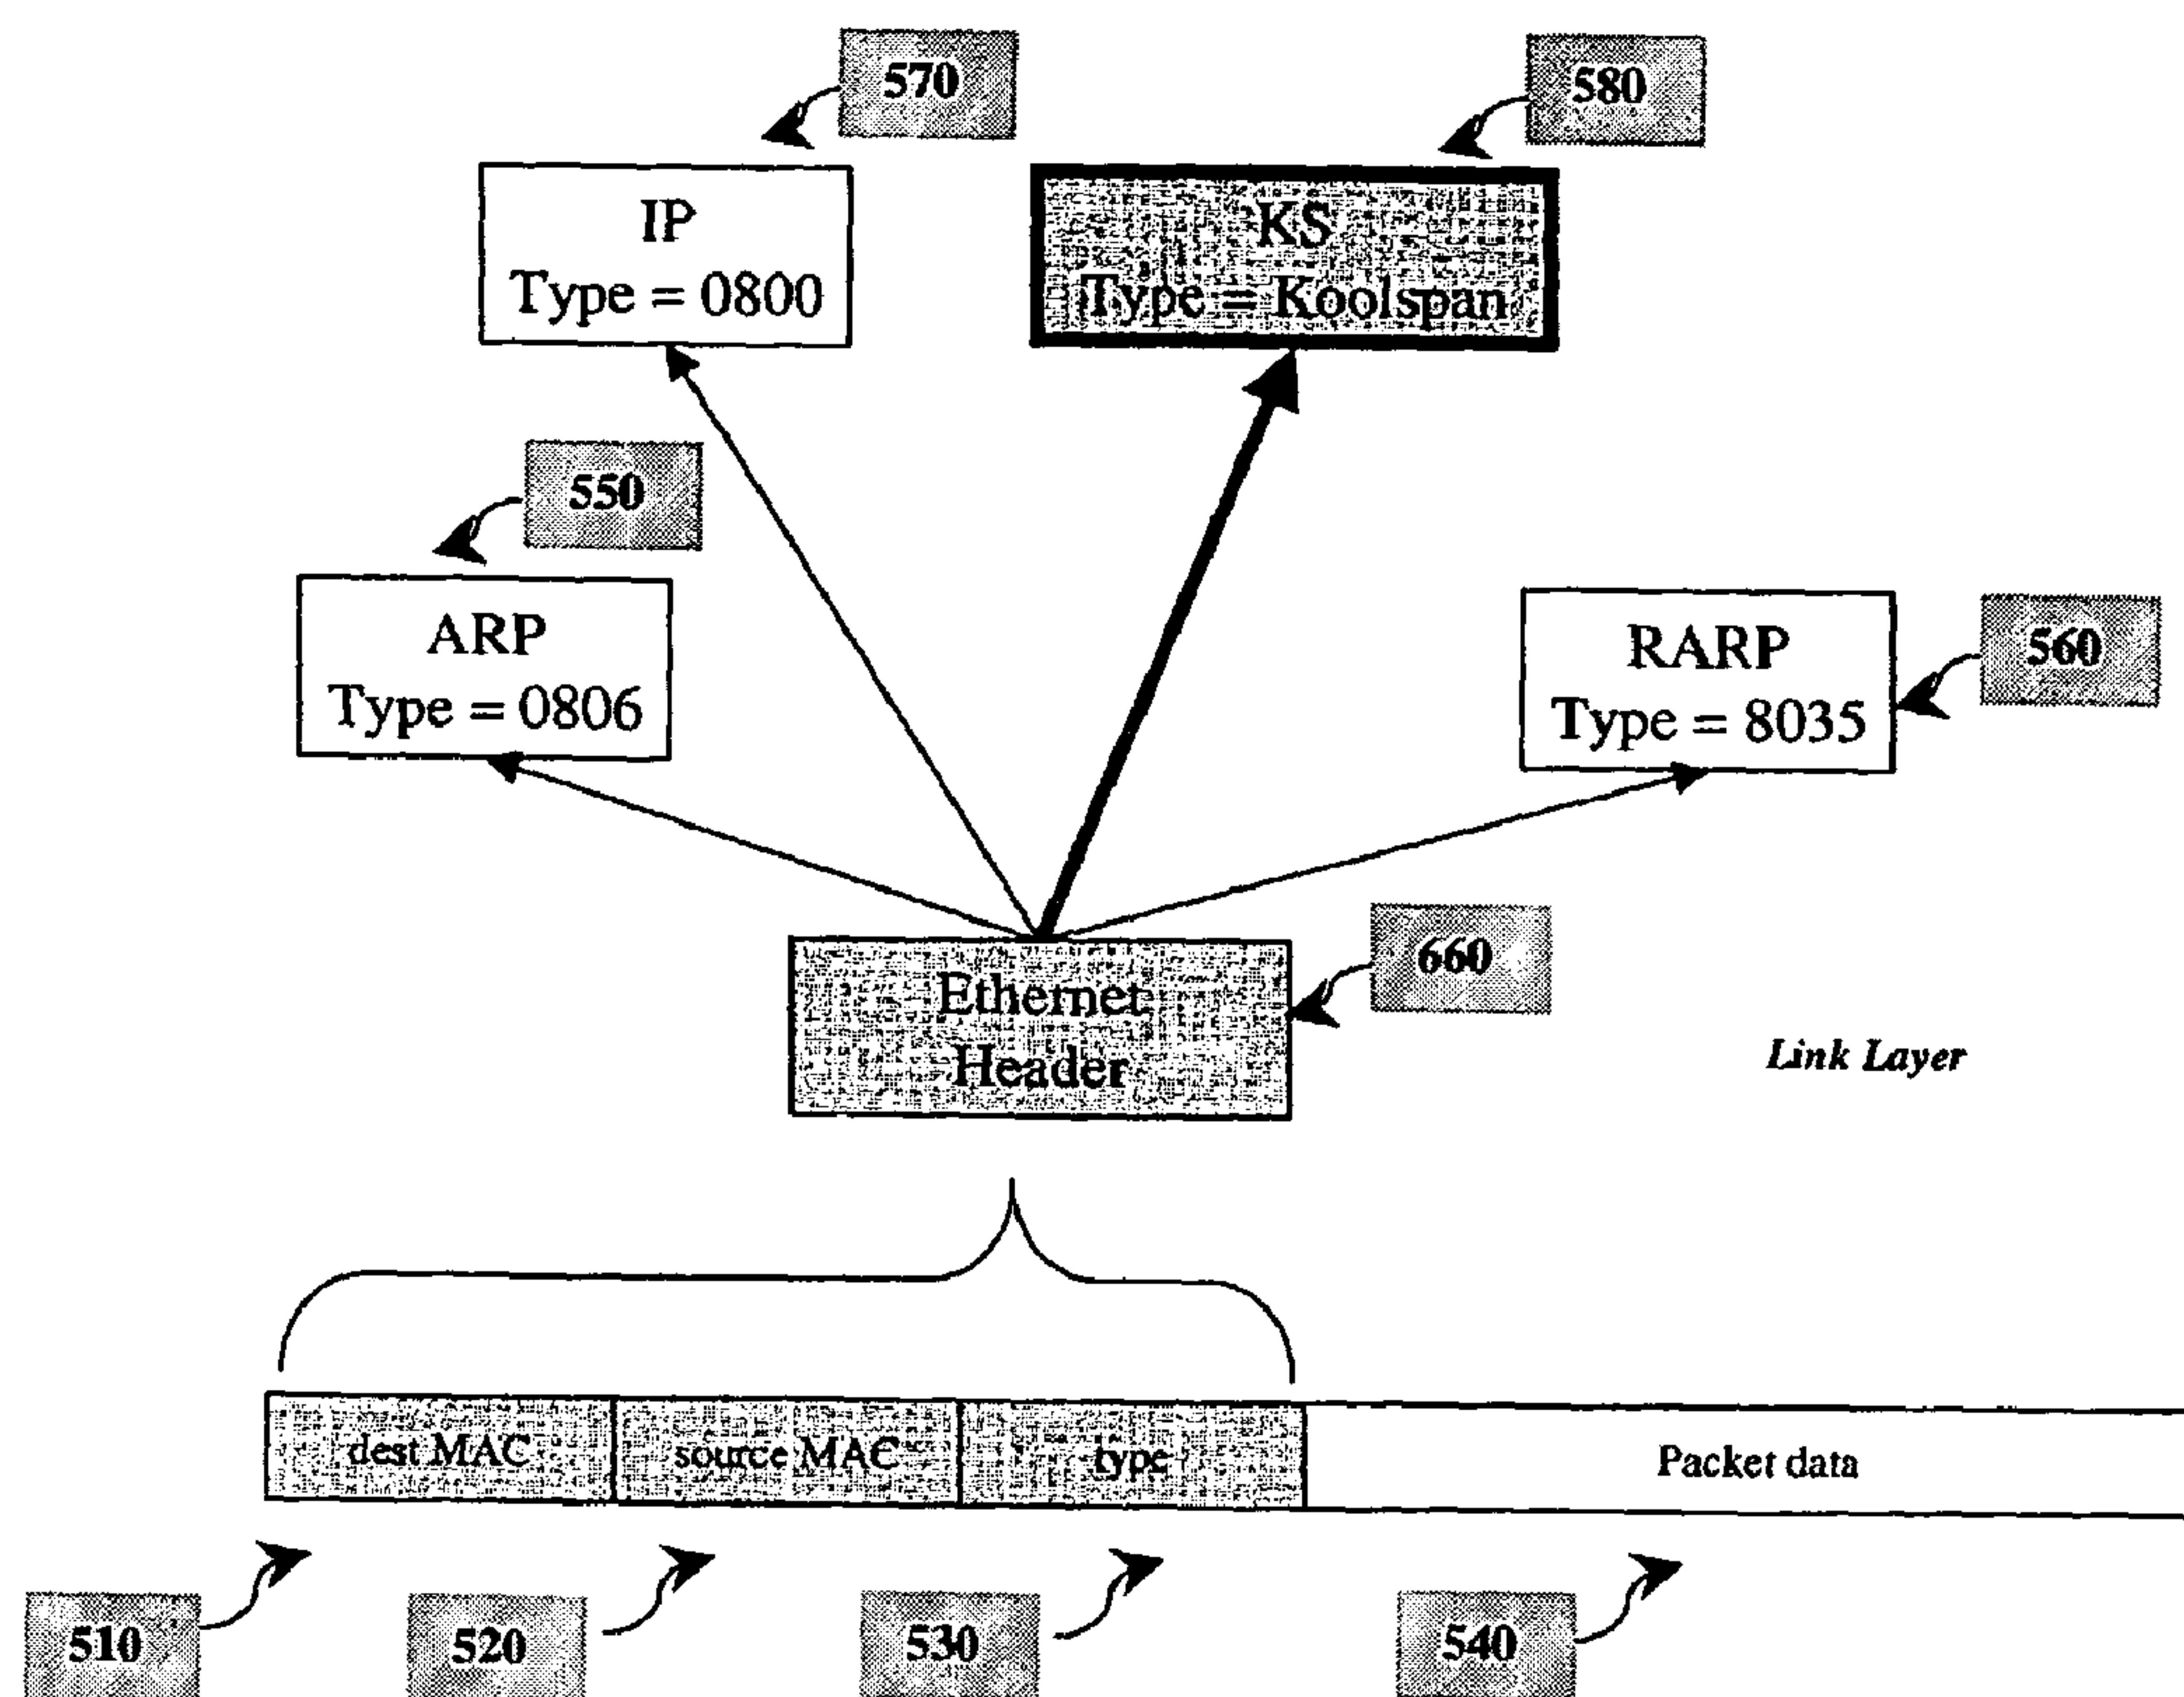 570
580
IP
Type = 0800
KS
Type = Koolspan
550
ARP
Type = 0806
RARP
Type = 8035
560
Ethernet
Header
660
Link Layer
dest MAC
source MAC
type
Packet data
510
520
530
540